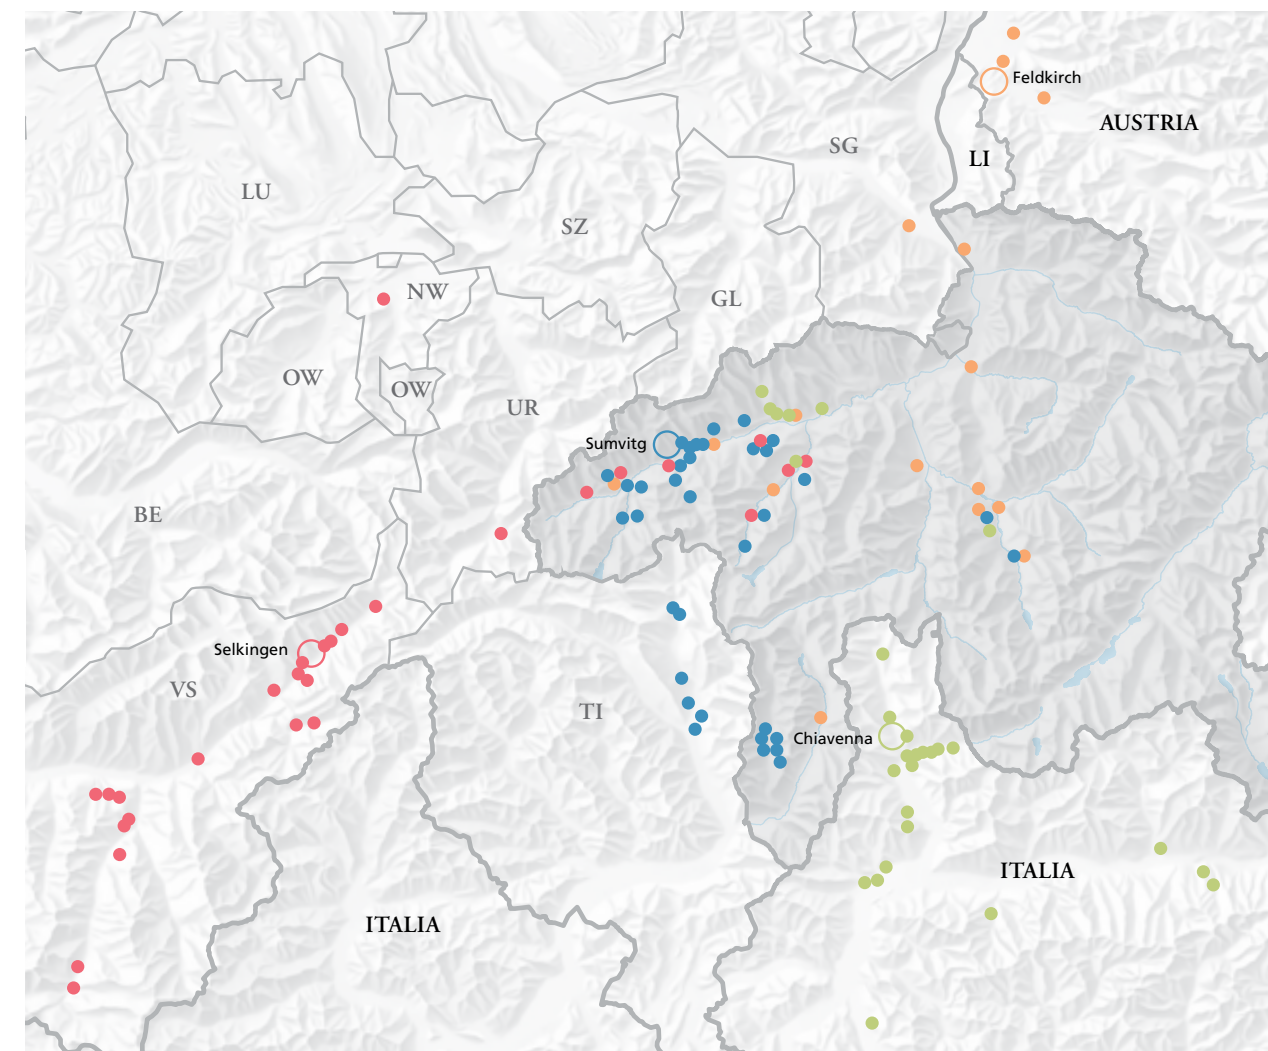 Feldkirch
AUSTRIA
SG
LI
LU
SZ
NW
GL
OW
OW
UR
Sumvitg
BE
Selkingen
VS
TI
Chiavenna
ITALIA
ITALIA